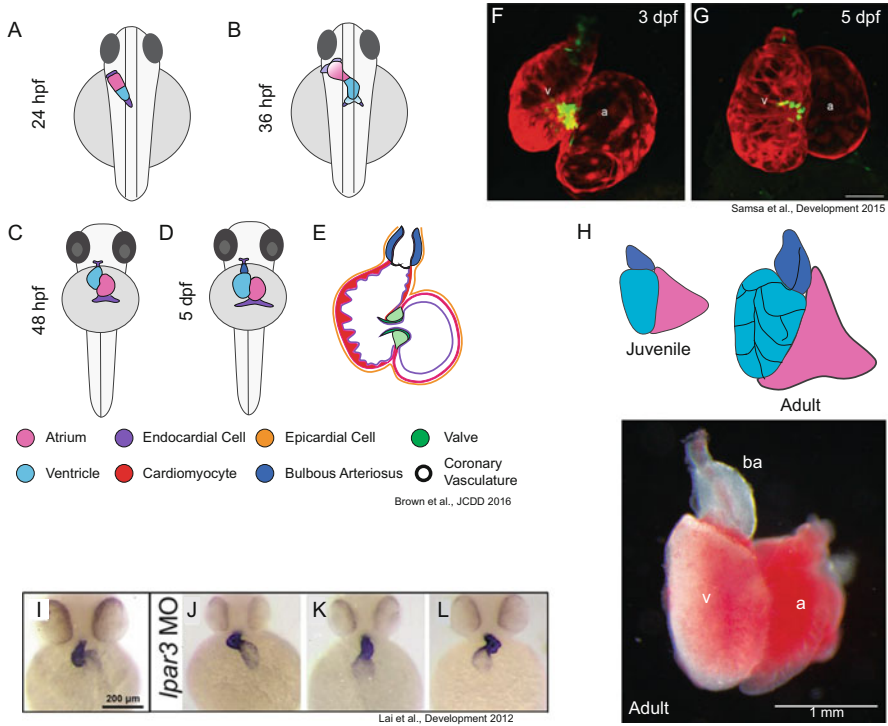 A
24 hpf
B
36 hpf
F
3 dpf
v
a
G
5 dpf
v
a
Samsa et al., Development 2015
C
48 hpf
D
5 dpf
E
H
Juvenile
Adult
Atrium
Endocardial Cell
Epicardial Cell
Valve
Ventricle
Cardiomyocyte
Bulbous Arteriosus
Coronary
Vasculature
Brown et al., JCDD 2016
ba
v
a
Adult
1 mm
I
200 µm
lpar3 MO
J
K
L
Lai et al., Development 2012